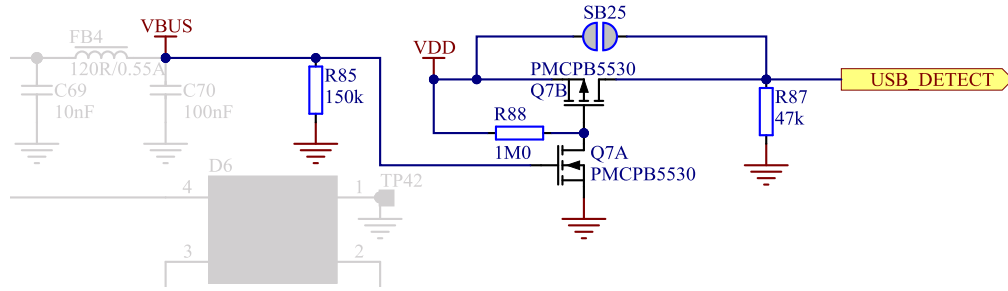 SB25
VBUS
FB4
VDD
120R/0.55A
PMCPB5530
R85
150k
Q7B
USB_DETECT
C69
10nF
C70
100nF
R87
47k
R88
1M0
Q7A
PMCPB5530
D6
4
1
TP42
3
2